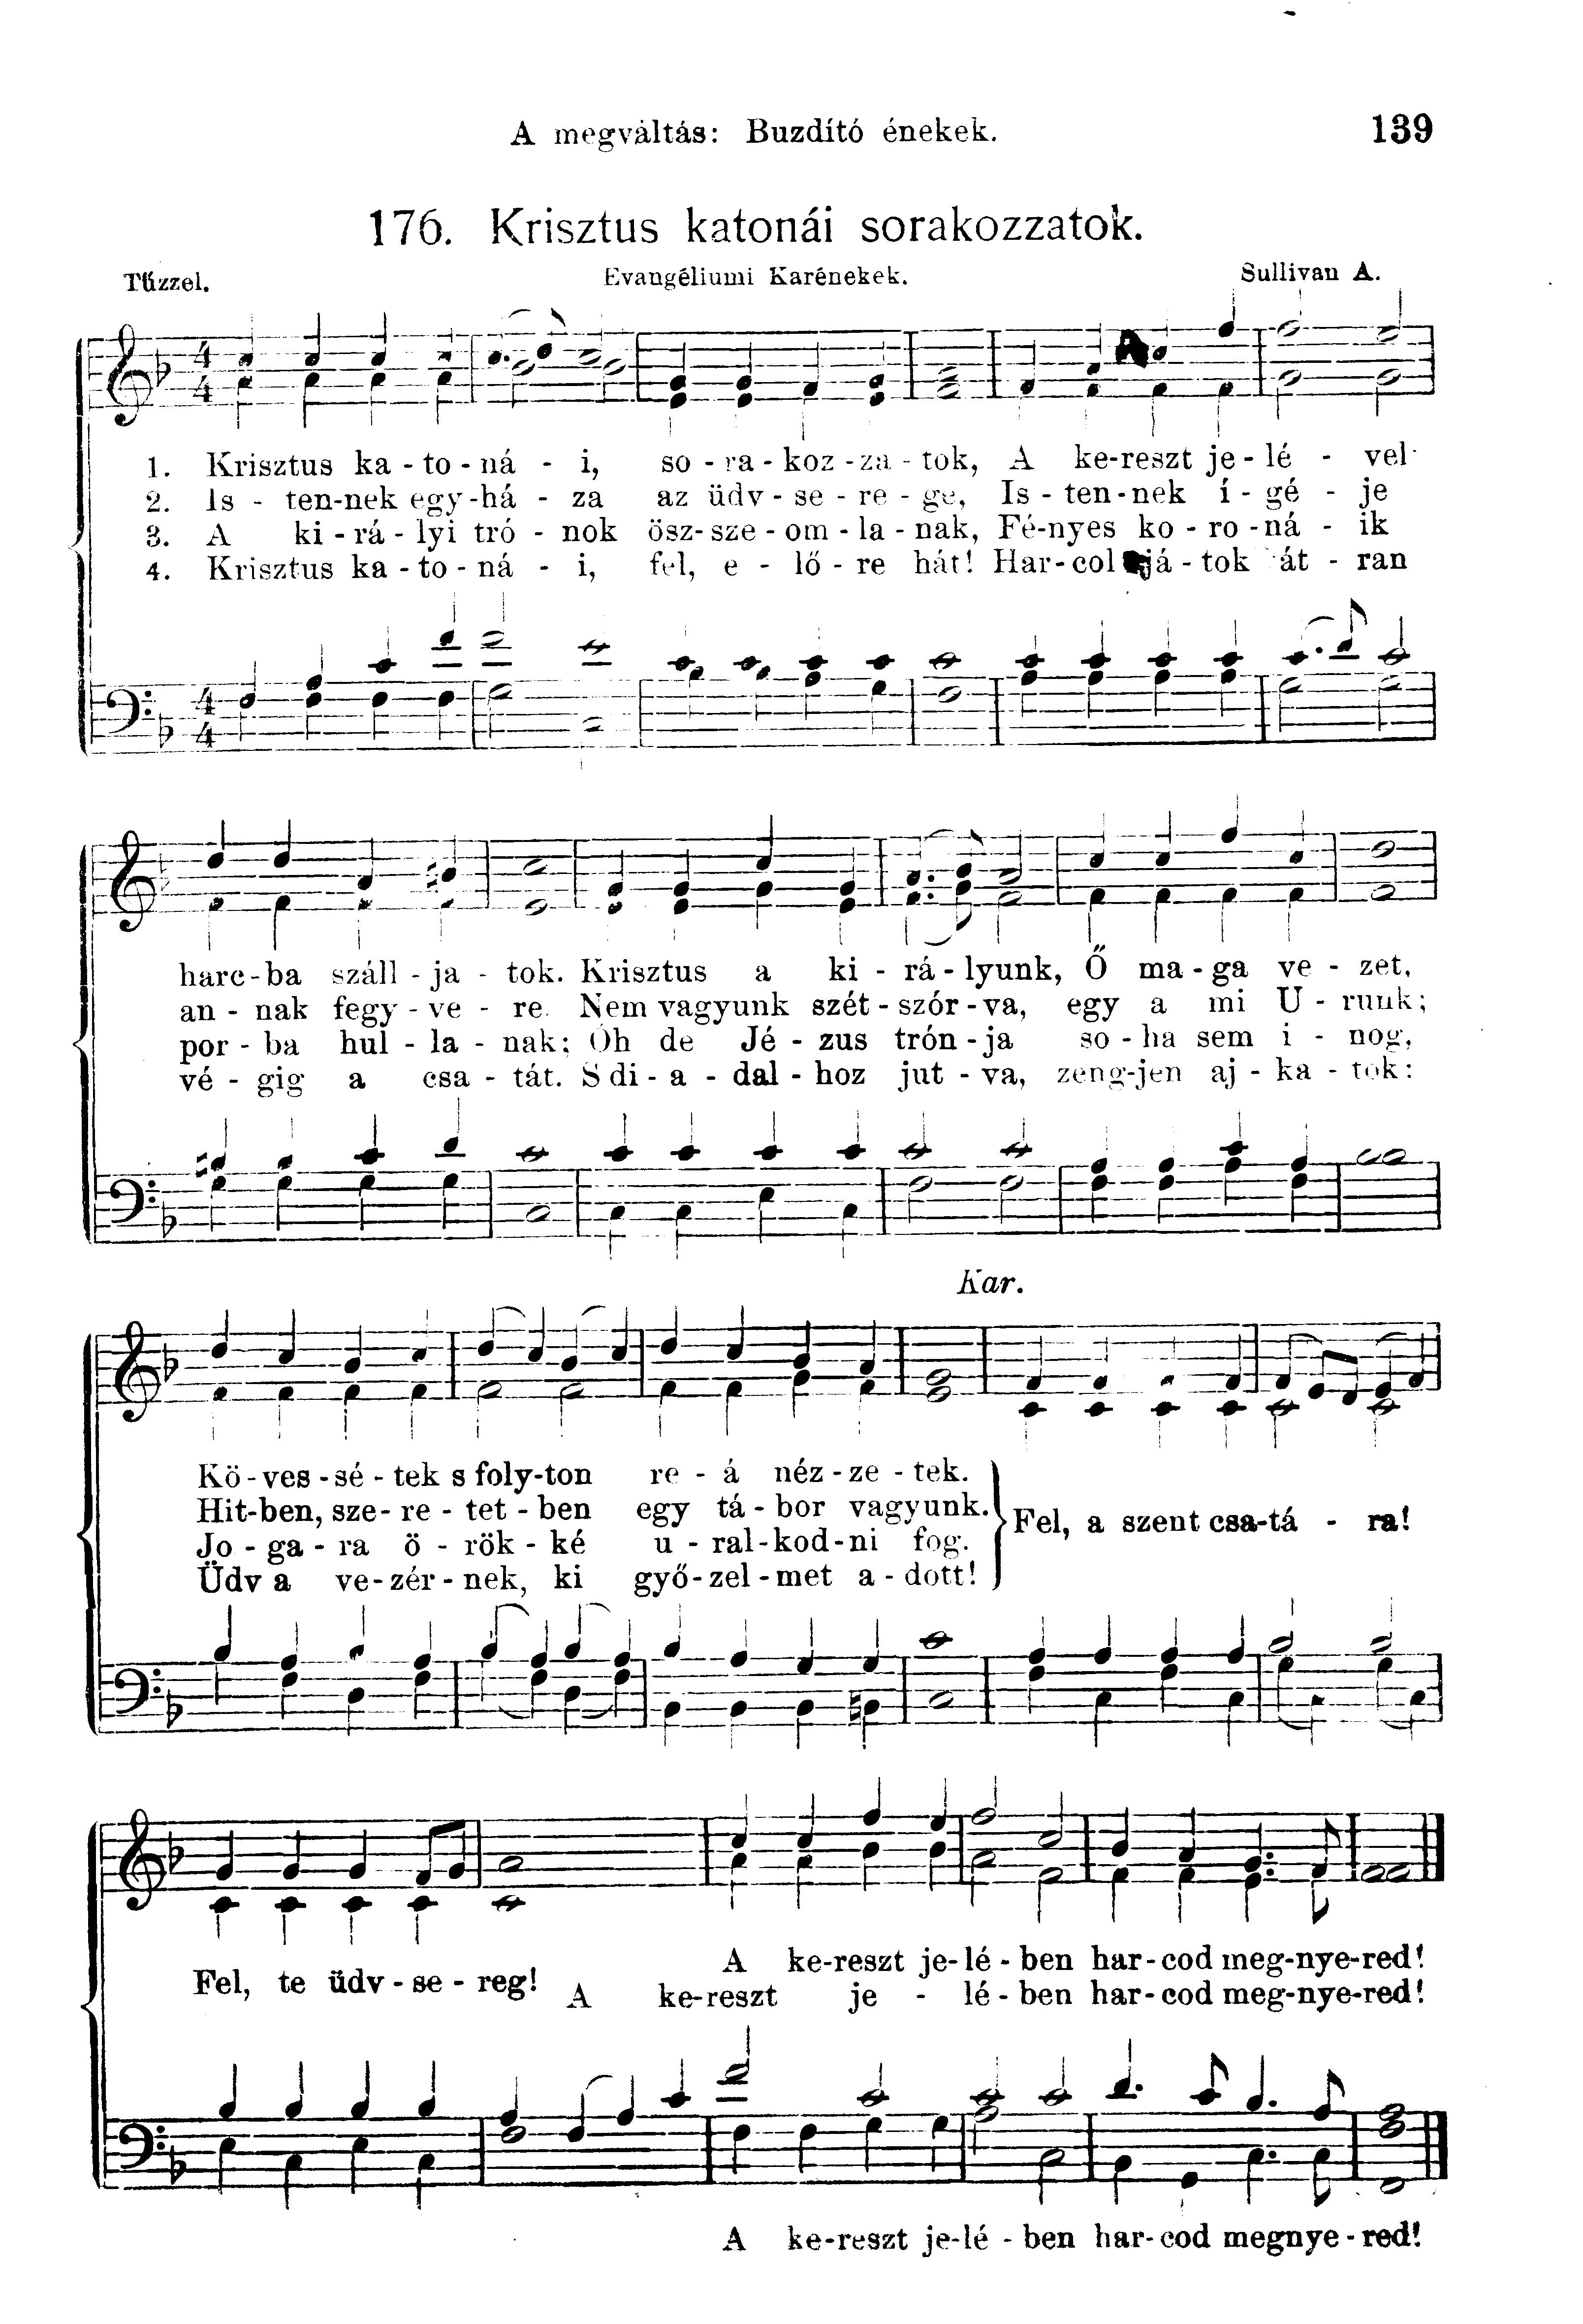 A megváltás: Buzdító énekek. 139
176. Krisztus katonái sorakozzatok.
Tűzzel. Evangéliumi Karénekek. Sullivan A.
4 4
1. Krisztus ka - to - ná - i, so - ra - koz - za - tok, A ke-reszt je - lé - vel
2. Is - ten-nek egy-há - za az üdv - se - re - ge, Is - ten - nek í - gé - je
3. A ki - rá - lyi tró - nok ösz-sze - om - la - nak, Fé-nyes ko - ro - ná - ik
4. Krisztus ka - to - ná - i, fel, e - lő - re hát! Har-col já - tok át - ran
4 4
harc-ba száll - ja - tok. Krisztus a ki - rá - lyunk, Ő ma - ga ve - zet,
an - nak fegy - ve - re. Nem vagyunk szét - szór - va, egy a mi U - runk;
por - ba hul - la - nak; Óh de Jé - zus trón - ja so - ha sem i - nog,
vé - gig a csa - tát. S di - a - dal - hoz jut - va, zeng-jen aj - ka - tok:
Kar.
Kö - ves - sé - tek s foly-ton re - á néz - ze - tek.
Hit-ben, sze - re - tet - ben egy tá - bor vagyunk.
Fel, a szent csa-tá - ra!
Jo - ga - ra ö - rök - ké u - ral-kod-ni fog.
Üdv a ve-zér - nek, ki győ-zel - met a - dott!
A ke-reszt je-lé - ben har-cod meg-nye-red!
Fel, te üdv - se - reg! A ke-reszt je - lé - ben har-cod meg-nye-red!
A ke-reszt je-lé - ben har-cod megnye - red!